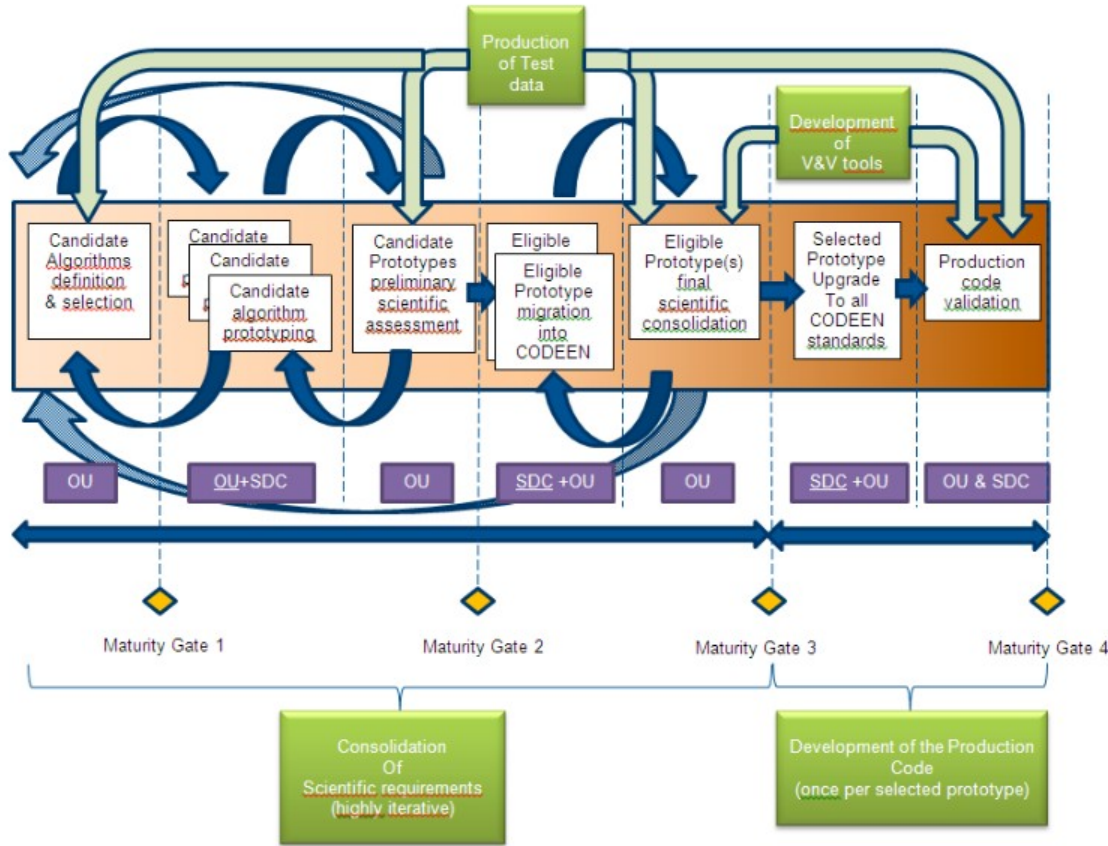 Production
of Test
data
Development
of
V&V tools
Candidate
Algorithms
definition
& selection
Candidate
p
Candidate
p
Candidate
algorithm
prototyping
Candidate
Prototypes
preliminary
scientific
assessment
Eligible
Eligible
Prototype
migration
into
CODEEN
Eligible
Prototype(s)
final
scientific
consolidation
Selected
Prototype
Upgrade
To all
CODEEN
standards
Production
code
validation
OU
OU+SDC
OU
SDC +OU
OU
SDC +OU
OU & SDC
Maturity Gate 1
Maturity Gate 2
Maturity Gate 3
Maturity Gate 4
Consolidation
Of
Scientific requirements
(highly iterative)
Development of the Production
Code
(once per selected prototype)